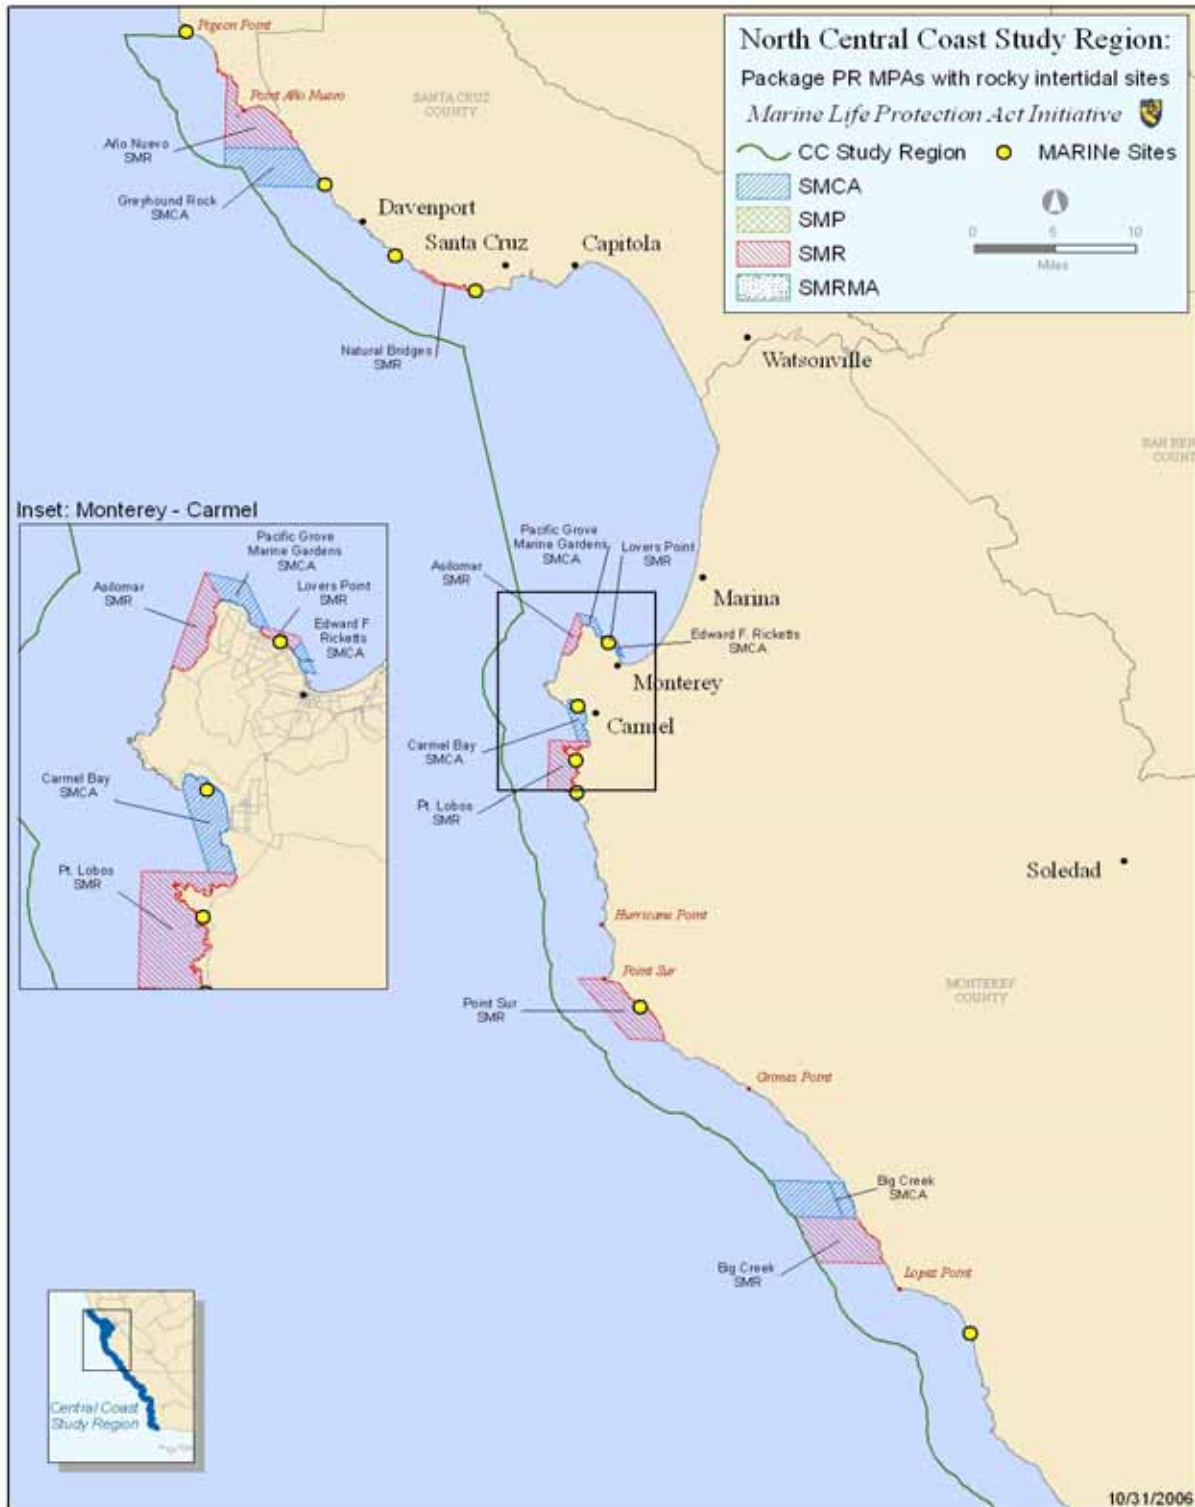 Pigeon Point
North Central Coast Study Region:
Package PR MPAs with rocky intertidal sites
Marine Life Protection Act Initiative
CC Study Region
MARINe Sites
SMCA
SMP
SMR
SMRMA
0 5 10
Miles
Point Año Nuevo
SANTA CRUZ
COUNTY
Año Nuevo
SMR
Greyhound Rock
SMCA
Davenport
Santa Cruz
Capitola
Natural Bridges
SMR
Watsonville
COUNT
Inset: Monterey - Carmel
Pacific Grove
Marine Gardens
SMCA
Asilomar
SMR
Lovers Point
SMR
Edward F.
Ricketts
SMCA
Carmel Bay
SMCA
Pt. Lobos
SMR
Pacific Grove
Marine Gardens
SMCA
Lovers Point
SMR
Asilomar
SMR
Marina
Edward F. Ricketts
SMCA
Monterey
Carmel
Carmel Bay
SMCA
Pt. Lobos
SMR
Soledad
Hurricane Point
Point Sur
Point Sur
SMR
MONTEREY
COUNTY
Grimes Point
Big Creek
SMCA
Big Creek
SMR
Lopez Point
Central Coast
Study Region
10/31/2006